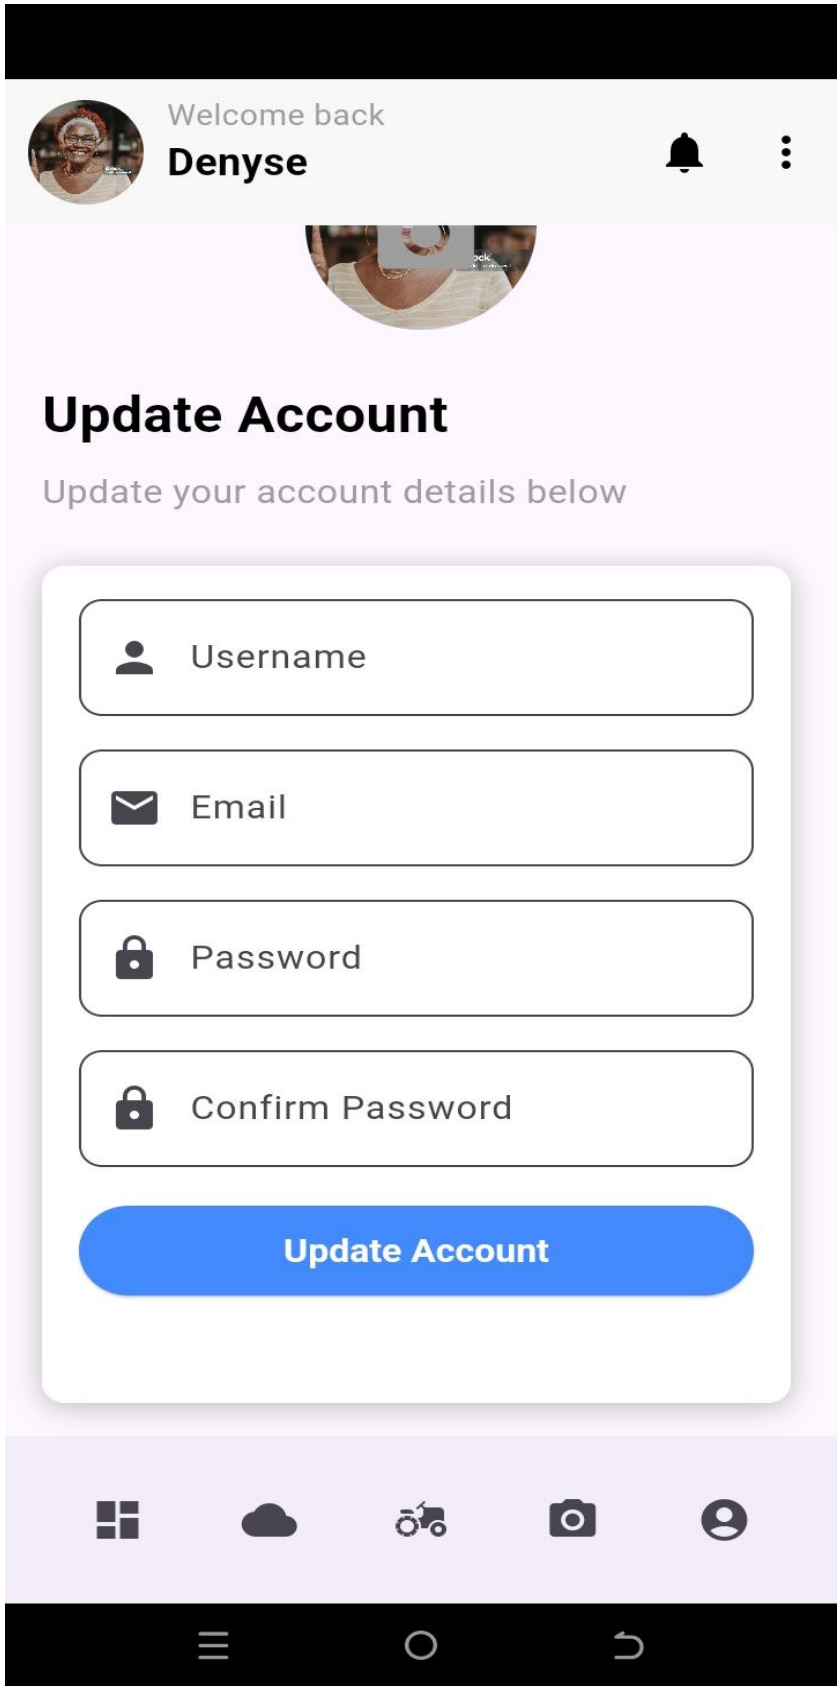 Welcome back
Denyse
Update Account
Update your account details below
Username
Email
Password
Confirm Password
Update Account